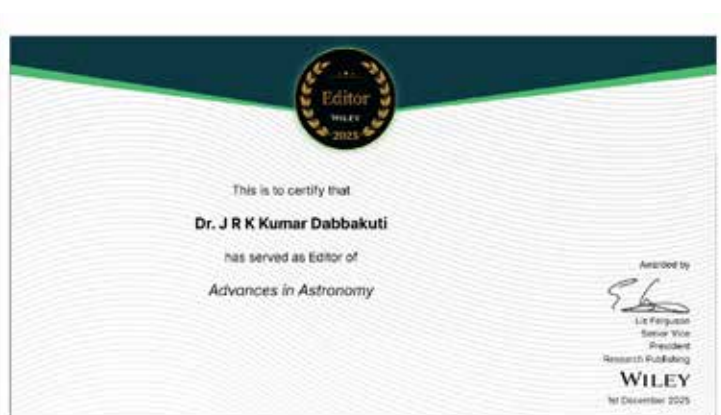 Editor
WILEY
2025
This is to certify that
Dr. J R K Kumar Dabbakuti
has served as Editor of
Advances in Astronomy
Awarded by
Liz Ferguson
Senior Vice
President
Research Publishing
WILEY
1st December 2025